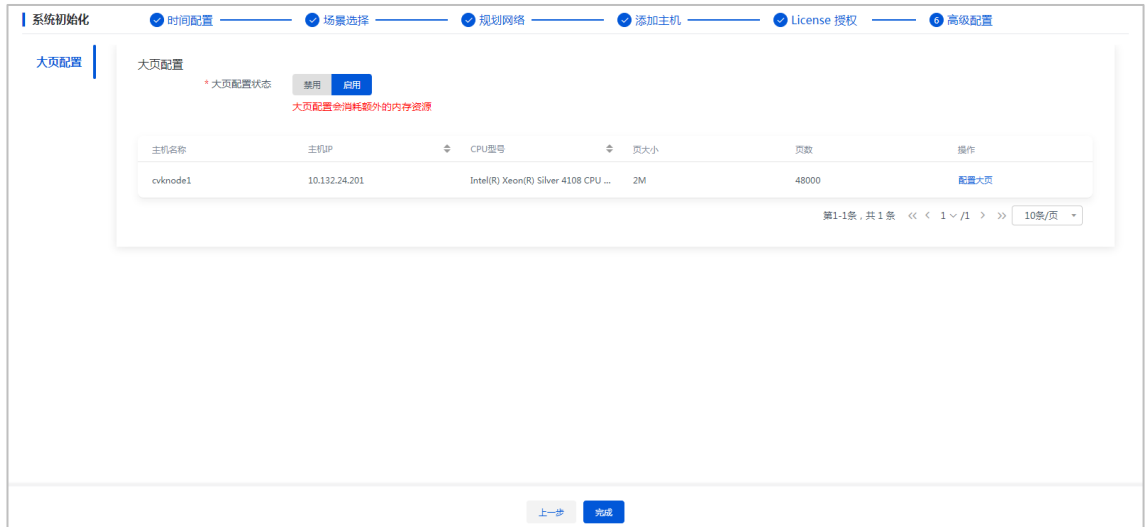 系统初始化 时间配置 场景选择 规划网络 添加主机 License 授权 6 高级配置
大页配置
大页配置
* 大页配置状态 禁用 启用
大页配置会消耗额外的内存资源
主机名称 主机IP CPU型号 页大小 页数 操作
cvknode1 10.132.24.201 Intel(R) Xeon(R) Silver 4108 CPU ... 2M 48000 配置大页
第1-1条 , 共 1 条 << < 1 /1 > >> 10条/页
上一步 完成